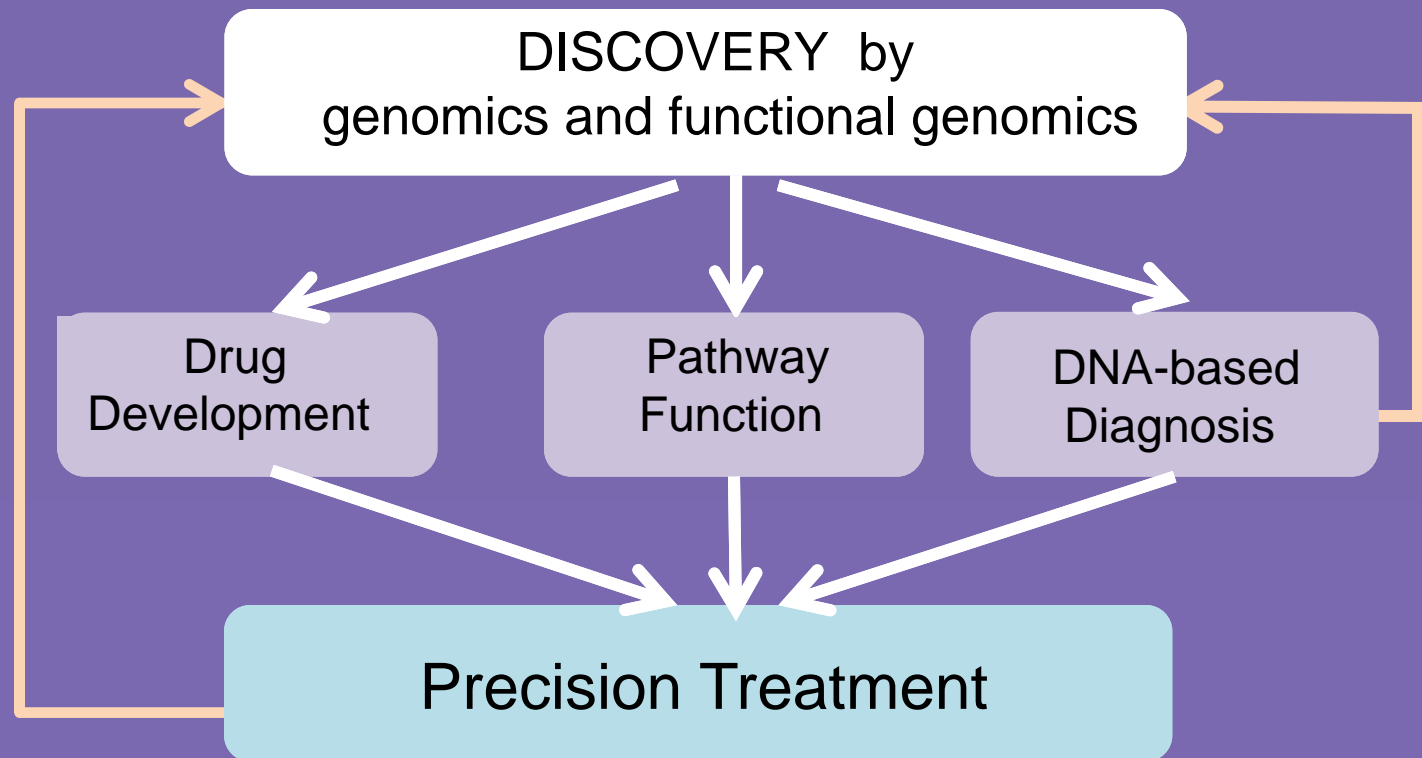 DISCOVERY by
genomics and functional genomics
Drug
Development
Pathway
Function
DNA-based
Diagnosis
Precision Treatment